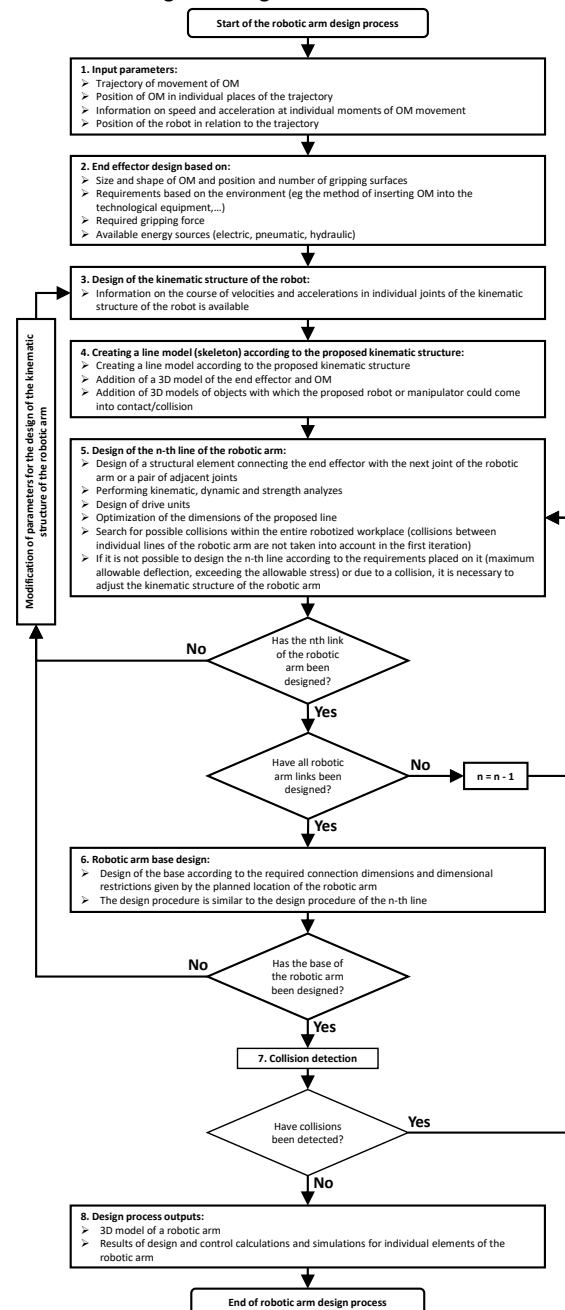 Start of the robotic arm design process
1. Input parameters:
➢ Trajectory of movement of OM
➢ Position of OM in individual places of the trajectory
➢ Information on speed and acceleration at individual moments of OM movement
➢ Position of the robot in relation to the trajectory
2. End effector design based on:
➢ Size and shape of OM and position and number of gripping surfaces
➢ Requirements based on the environment (eg the method of inserting OM into the
technological equipment,...)
➢ Required gripping force
➢ Available energy sources (electric, pneumatic, hydraulic)
3. Design of the kinematic structure of the robot:
➢ Information on the course of velocities and accelerations in individual joints of the kinematic
structure of the robot is available
Modification of parameters for the design of the kinematic
structure of the robotic arm
4. Creating a line model (skeleton) according to the proposed kinematic structure:
➢ Creating a line model according to the proposed kinematic structure
➢ Addition of a 3D model of the end effector and OM
➢ Addition of 3D models of objects with which the proposed robot or manipulator could come
into contact/collision
5. Design of the n-th line of the robotic arm:
➢ Design of a structural element connecting the end effector with the next joint of the robotic
arm or a pair of adjacent joints
➢ Performing kinematic, dynamic and strength analyzes
➢ Design of drive units
➢ Optimization of the dimensions of the proposed line
➢ Search for possible collisions within the entire robotized workplace (collisions between
individual lines of the robotic arm are not taken into account in the first iteration)
➢ If it is not possible to design the n-th line according to the requirements placed on it (maximum
allowable deflection, exceeding the allowable stress) or due to a collision, it is necessary to
adjust the kinematic structure of the robotic arm
No
Has the nth link
of the robotic
arm been
designed?
Yes
Have all robotic
arm links been
designed?
No
n = n - 1
Yes
6. Robotic arm base design:
➢ Design of the base according to the required connection dimensions and dimensional
restrictions given by the planned location of the robotic arm
➢ The design procedure is similar to the design procedure of the n-th line
No
Has the base of
the robotic arm
been designed?
Yes
7. Collision detection
Have collisions
been detected?
Yes
No
8. Design process outputs:
➢ 3D model of a robotic arm
➢ Results of design and control calculations and simulations for individual elements of the
robotic arm
End of robotic arm design process